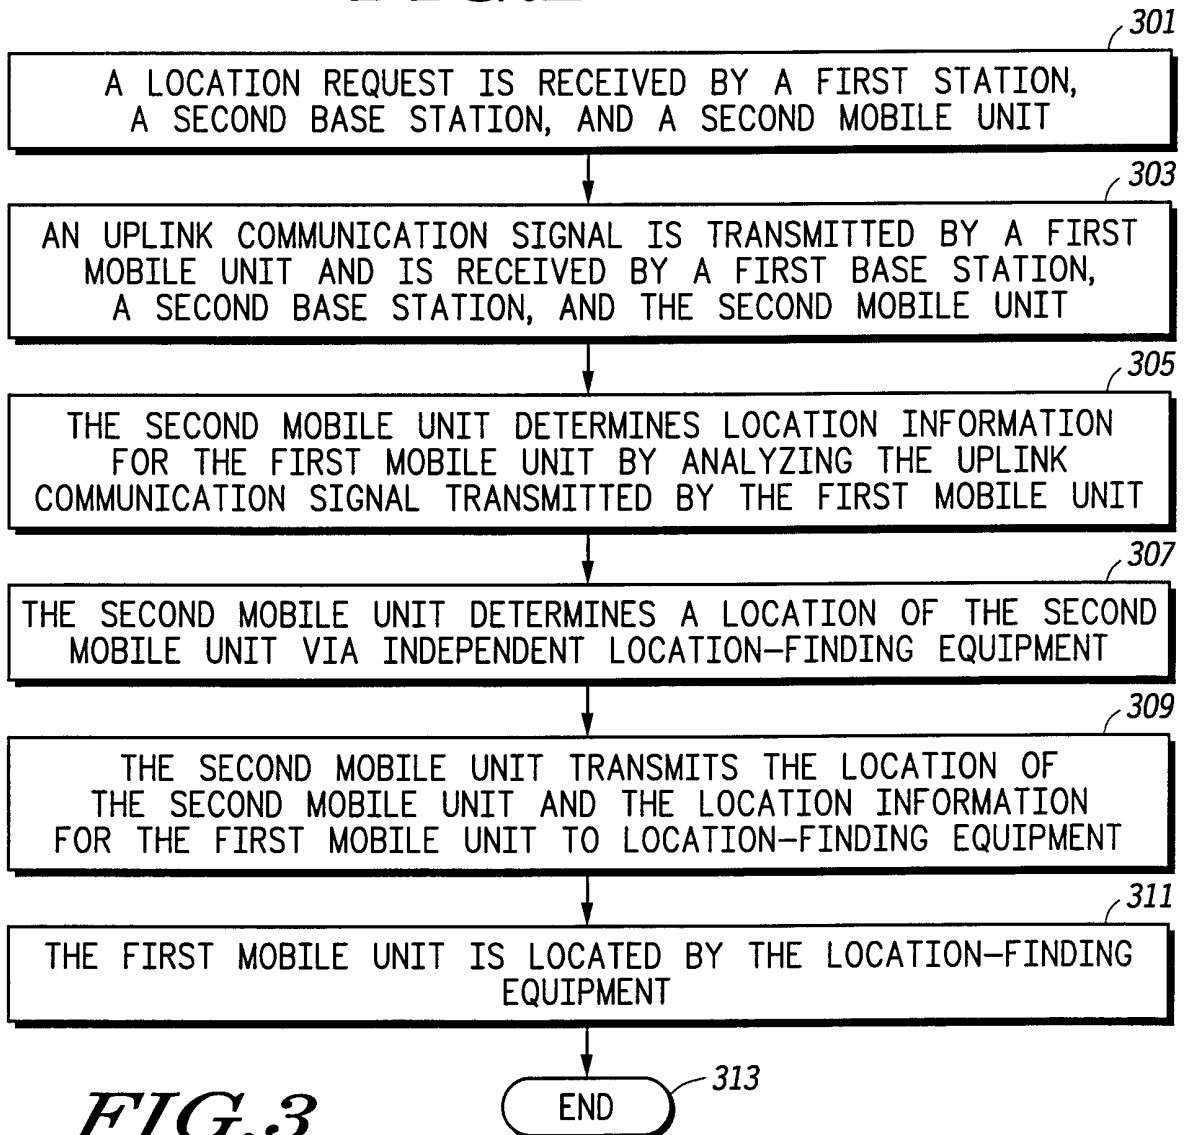 301
A LOCATION REQUEST IS RECEIVED BY A FIRST STATION,
A SECOND BASE STATION, AND A SECOND MOBILE UNIT
303
AN UPLINK COMMUNICATION SIGNAL IS TRANSMITTED BY A FIRST
MOBILE UNIT AND IS RECEIVED BY A FIRST BASE STATION,
A SECOND BASE STATION, AND THE SECOND MOBILE UNIT
305
THE SECOND MOBILE UNIT DETERMINES LOCATION INFORMATION
FOR THE FIRST MOBILE UNIT BY ANALYZING THE UPLINK
COMMUNICATION SIGNAL TRANSMITTED BY THE FIRST MOBILE UNIT
307
THE SECOND MOBILE UNIT DETERMINES A LOCATION OF THE SECOND
MOBILE UNIT VIA INDEPENDENT LOCATION-FINDING EQUIPMENT
309
THE SECOND MOBILE UNIT TRANSMITS THE LOCATION OF
THE SECOND MOBILE UNIT AND THE LOCATION INFORMATION
FOR THE FIRST MOBILE UNIT TO LOCATION-FINDING EQUIPMENT
311
THE FIRST MOBILE UNIT IS LOCATED BY THE LOCATION-FINDING
EQUIPMENT
313
END
FIG.3